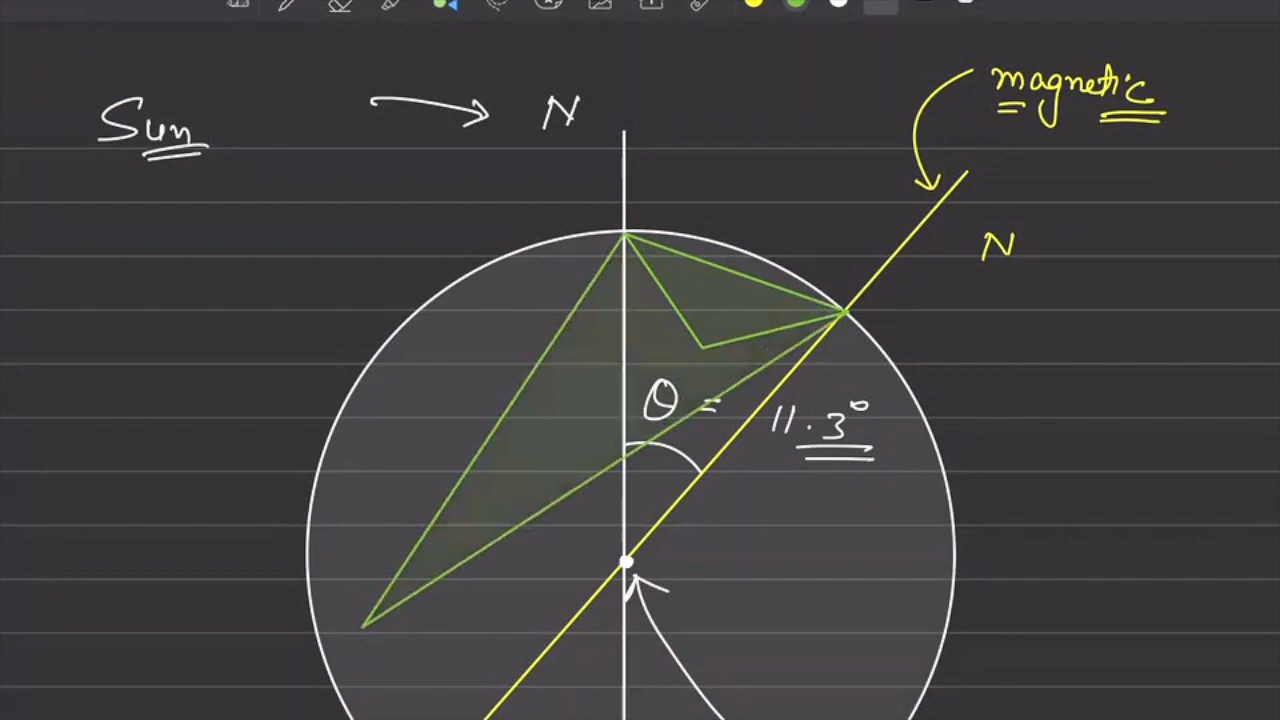 Sun
N
magnetic
N
θ = 11.3°